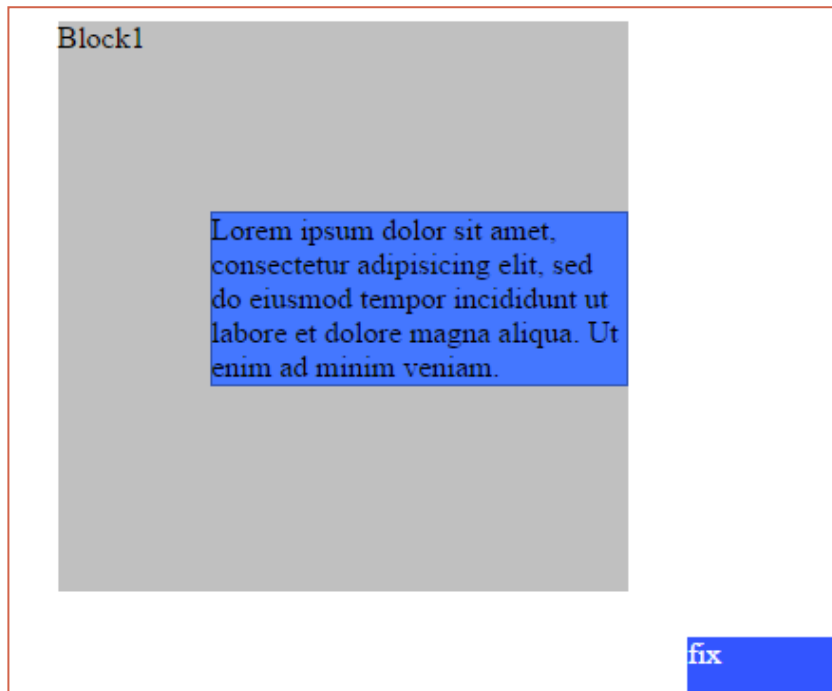 Block1
Lorem ipsum dolor sit amet,
consectetur adipisicing elit, sed
do eiusmod tempor incididunt ut
labore et dolore magna aliqua. Ut
enim ad minim veniam.
fix